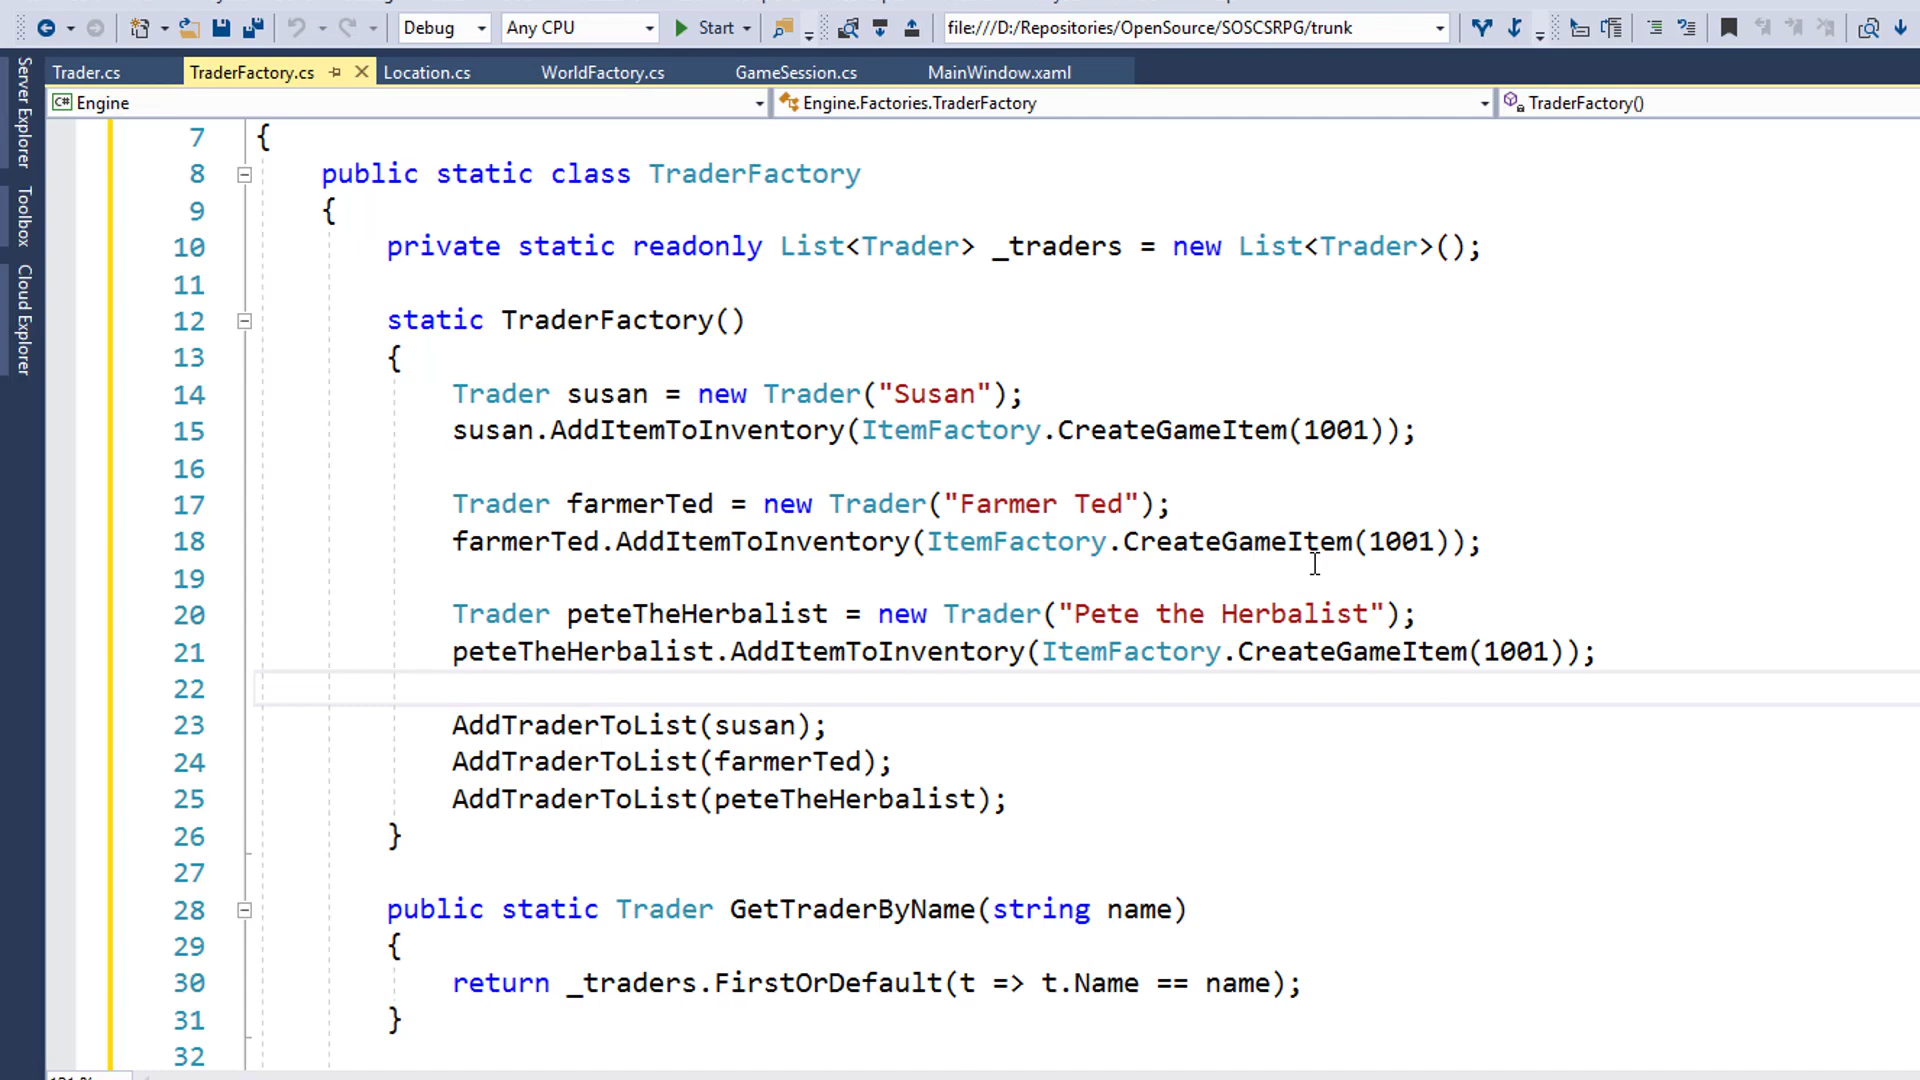 Debug Any CPU Start file:///D:/Repositories/OpenSource/SOSCSRPG/trunk
Trader.cs TraderFactory.cs Location.cs WorldFactory.cs GameSession.cs MainWindow.xaml
C# Engine Engine.Factories.TraderFactory TraderFactory()
Server Explorer
Toolbox
Cloud Explorer
7 {
8 public static class TraderFactory
9 {
10 private static readonly List<Trader> _traders = new List<Trader>();
11
12 static TraderFactory()
13 {
14 Trader susan = new Trader("Susan");
15 susan.AddItemToInventory(ItemFactory.CreateGameItem(1001));
16
17 Trader farmerTed = new Trader("Farmer Ted");
18 farmerTed.AddItemToInventory(ItemFactory.CreateGameItem(1001));
19
20 Trader peteTheHerbalist = new Trader("Pete the Herbalist");
21 peteTheHerbalist.AddItemToInventory(ItemFactory.CreateGameItem(1001));
22
23 AddTraderToList(susan);
24 AddTraderToList(farmerTed);
25 AddTraderToList(peteTheHerbalist);
26 }
27
28 public static Trader GetTraderByName(string name)
29 {
30 return _traders.FirstOrDefault(t => t.Name == name);
31 }
32